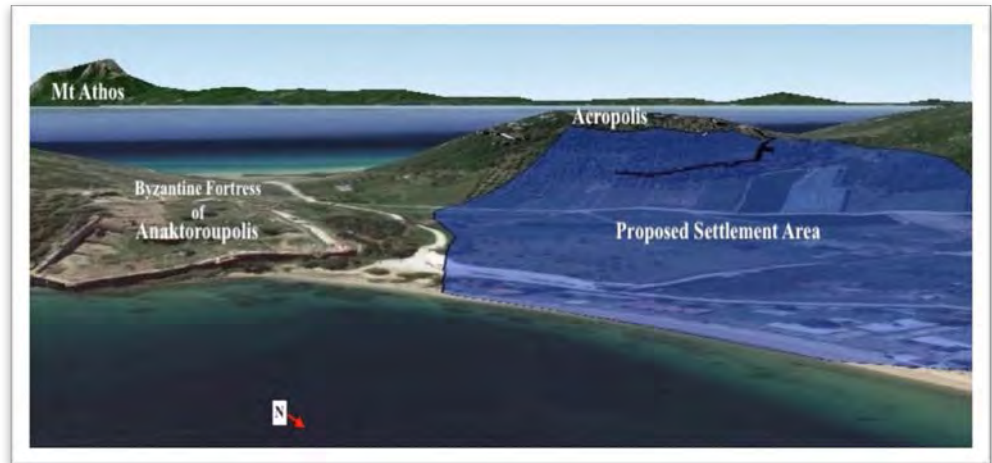 Mt Athos
Acropolis
Byzantine Fortress
of
Anaktoroupolis
Proposed Settlement Area
N